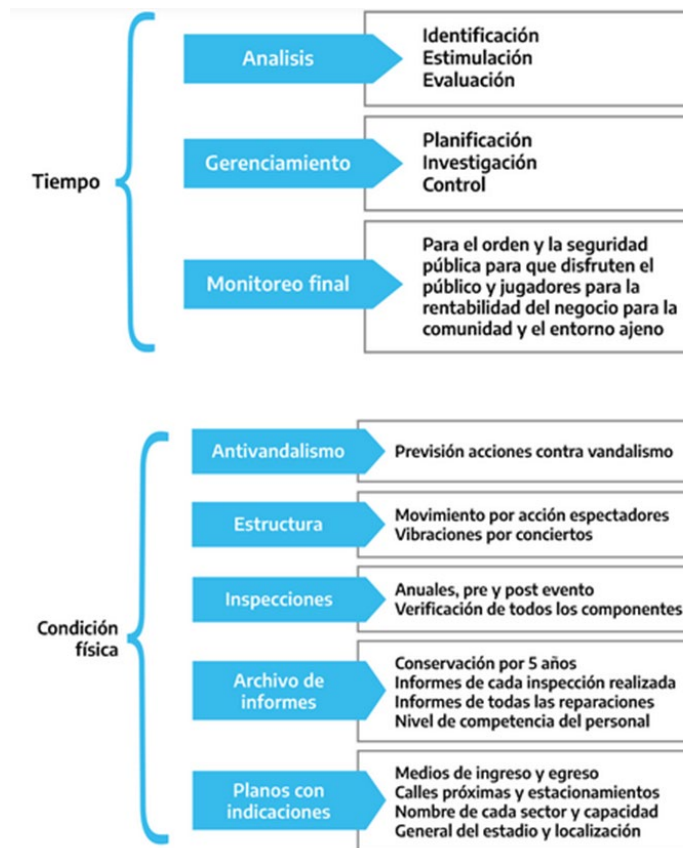 Tiempo
Analisis
Identificación
Estimulación
Evaluación
Gerenciamiento
Planificación
Investigación
Control
Monitoreo final
Para el orden y la seguridad
pública para que disfruten el
público y jugadores para la
rentabilidad del negocio para la
comunidad y el entorno ajeno
Condición
física
Antivandalismo
Previsión acciones contra vandalismo
Estructura
Movimiento por acción espectadores
Vibraciones por conciertos
Inspecciones
Anuales, pre y post evento
Verificación de todos los componentes
Archivo de
informes
Conservación por 5 años
Informes de cada inspección realizada
Informes de todas las reparaciones
Nivel de competencia del personal
Planos con
indicaciones
Medios de ingreso y egreso
Calles próximas y estacionamientos
Nombre de cada sector y capacidad
General del estadio y localización